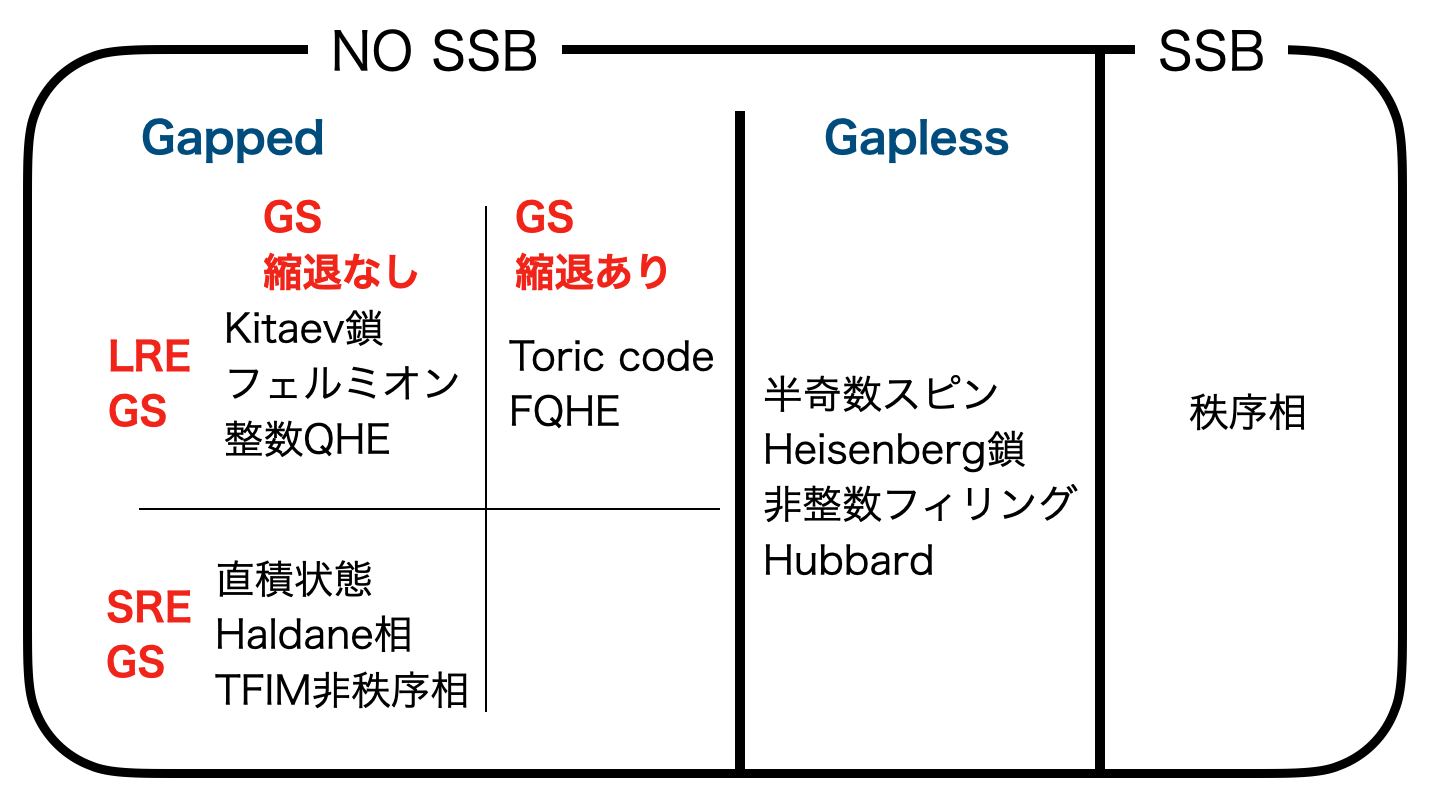 NO SSB
SSB
Gapped
Gapless
GS
縮退なし
GS
縮退あり
LRE
GS
Kitaev鎖
フェルミオン
整数QHE
Toric code
FQHE
半奇数スピン
Heisenberg鎖
非整数フィリング
Hubbard
秩序相
SRE
GS
直積状態
Haldane相
TFIM非秩序相